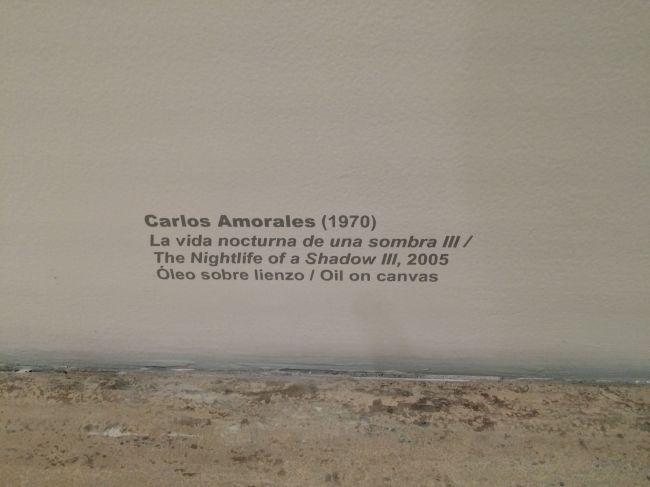 Carlos Amorales (1970)
La vida nocturna de una sombra III /
The Nightlife of a Shadow III, 2005
Óleo sobre lienzo / Oil on canvas